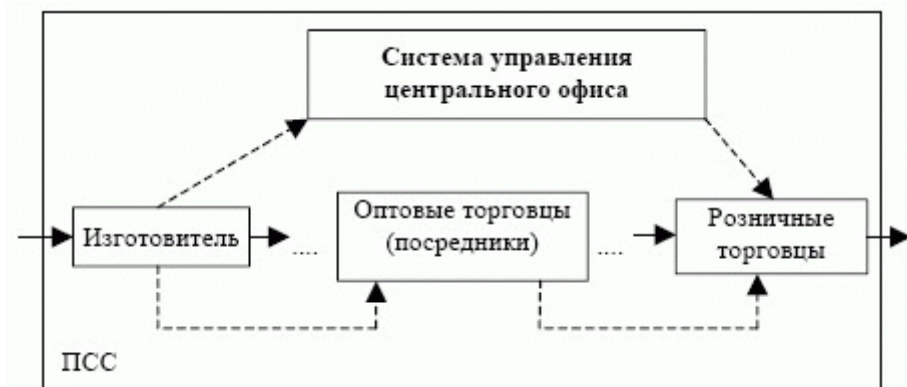 Система управления
центрального офиса
Изготовитель
....
Оптовые торговцы
(посредники)
....
Розничные
торговцы
ПСС